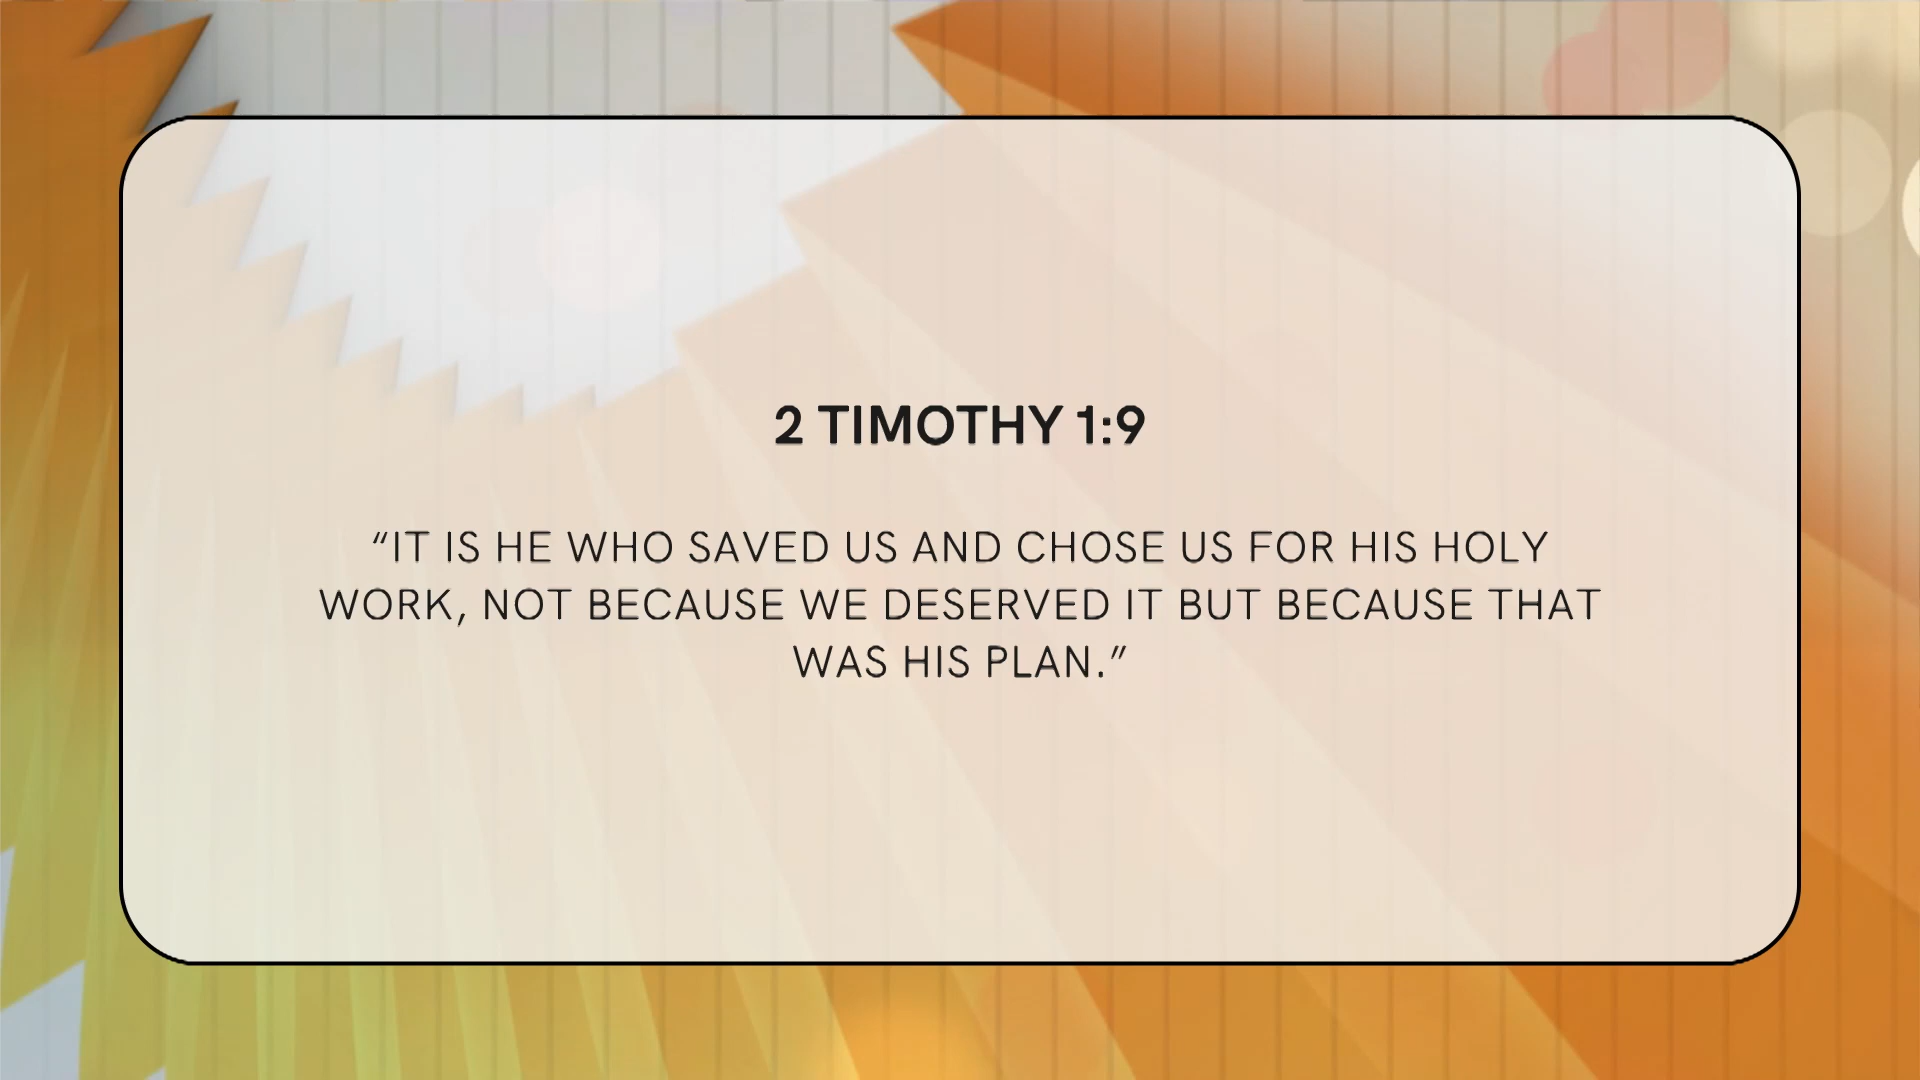 2 TIMOTHY 1:9
“IT IS HE WHO SAVED US AND CHOSE US FOR HIS HOLY
WORK, NOT BECAUSE WE DESERVED IT BUT BECAUSE THAT
WAS HIS PLAN.”